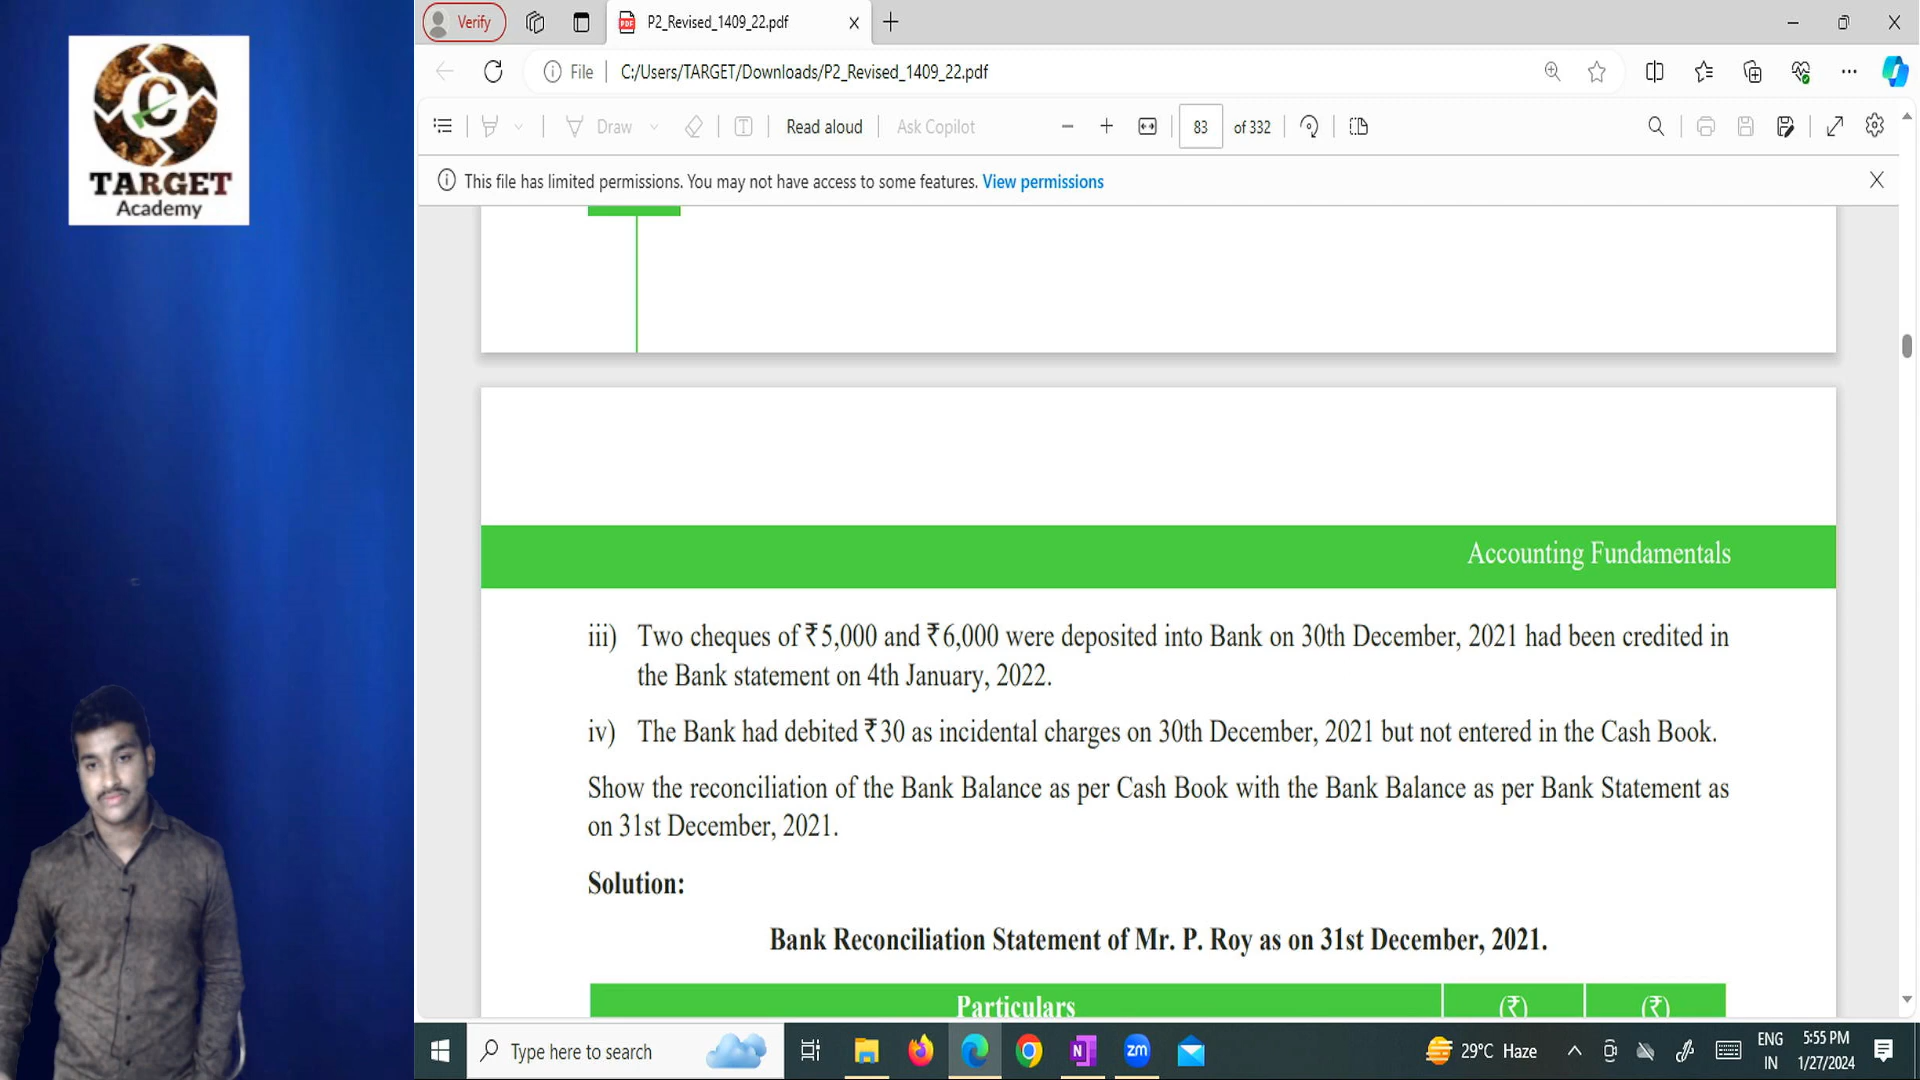 Verify
P2_Revised_1409_22.pdf
File
C:/Users/TARGET/Downloads/P2_Revised_1409_22.pdf
Draw
Read aloud
Ask Copilot
83
of 332
This file has limited permissions. You may not have access to some features. View permissions
C
TARGET
Academy
Accounting Fundamentals
iii) Two cheques of ₹5,000 and ₹6,000 were deposited into Bank on 30th December, 2021 had been credited in
the Bank statement on 4th January, 2022.
iv) The Bank had debited ₹30 as incidental charges on 30th December, 2021 but not entered in the Cash Book.
Show the reconciliation of the Bank Balance as per Cash Book with the Bank Balance as per Bank Statement as
on 31st December, 2021.
Solution:
Bank Reconciliation Statement of Mr. P. Roy as on 31st December, 2021.
Particulars (₹) (₹)
Type here to search
N
zm
29°C Haze
ENG
IN
5:55 PM
1/27/2024